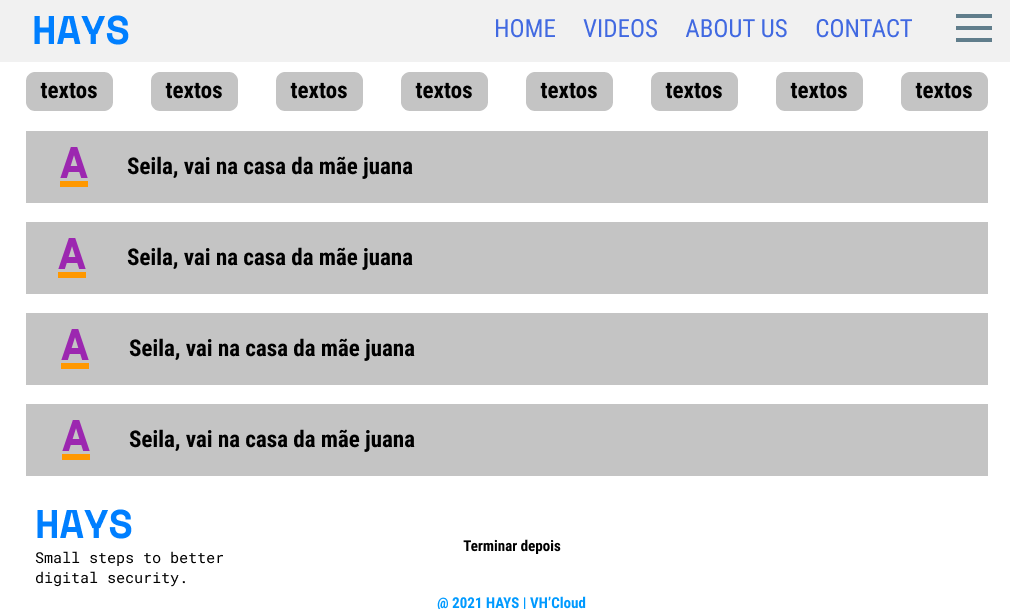 HAYS HOME VIDEOS ABOUT US CONTACT
textos textos textos textos textos textos textos textos
A Seila, vai na casa da mãe juana
A Seila, vai na casa da mãe juana
A Seila, vai na casa da mãe juana
A Seila, vai na casa da mãe juana
HAYS
Small steps to better
digital security.
Terminar depois
@ 2021 HAYS | VH'Cloud